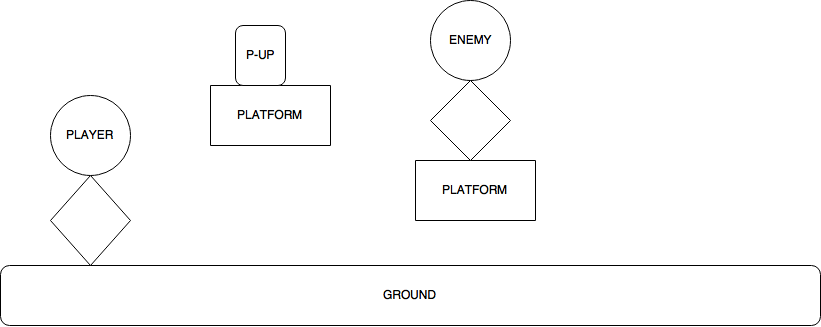 ENEMY
P-UP
PLATFORM
PLAYER
PLATFORM
GROUND